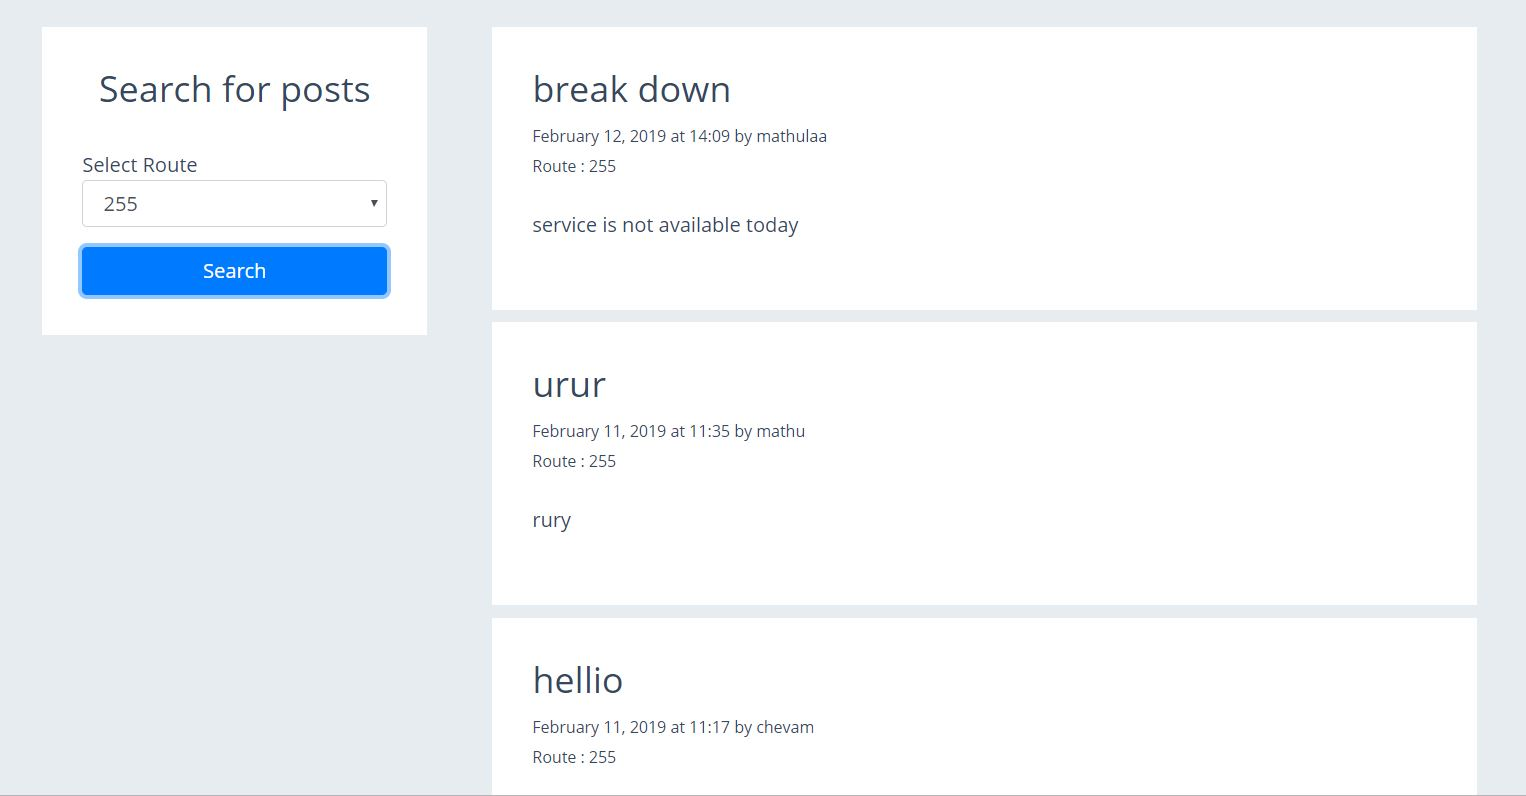 Search for posts
Select Route
255
Search
break down
February 12, 2019 at 14:09 by mathulaa
Route : 255
service is not available today
urur
February 11, 2019 at 11:35 by mathu
Route : 255
rury
hellio
February 11, 2019 at 11:17 by chevam
Route : 255